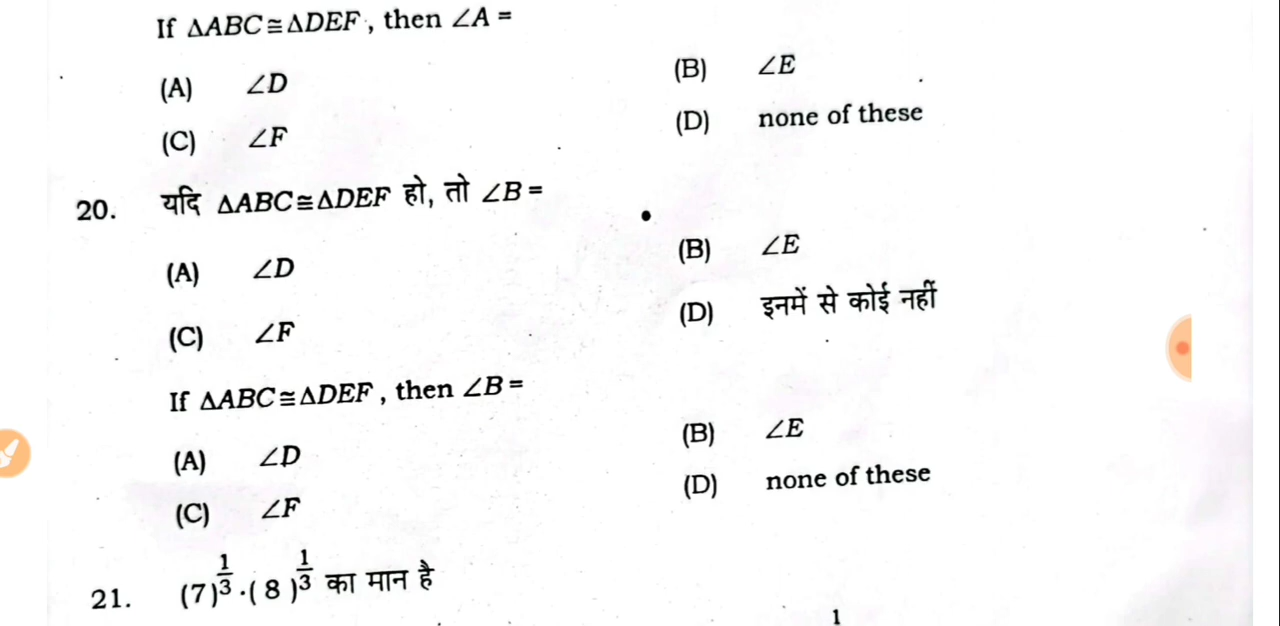 If ΔABC≅ΔDEF, then ∠A =
(A) ∠D (B) ∠E
(C) ∠F (D) none of these
20. यदि ΔABC≅ΔDEF हो, तो ∠B =
(A) ∠D (B) ∠E
(C) ∠F (D) इनमें से कोई नहीं
If ΔABC≅ΔDEF, then ∠B =
(A) ∠D (B) ∠E
(C) ∠F (D) none of these
21. (7)^(1/3)·(8)^(1/3) का मान है
1